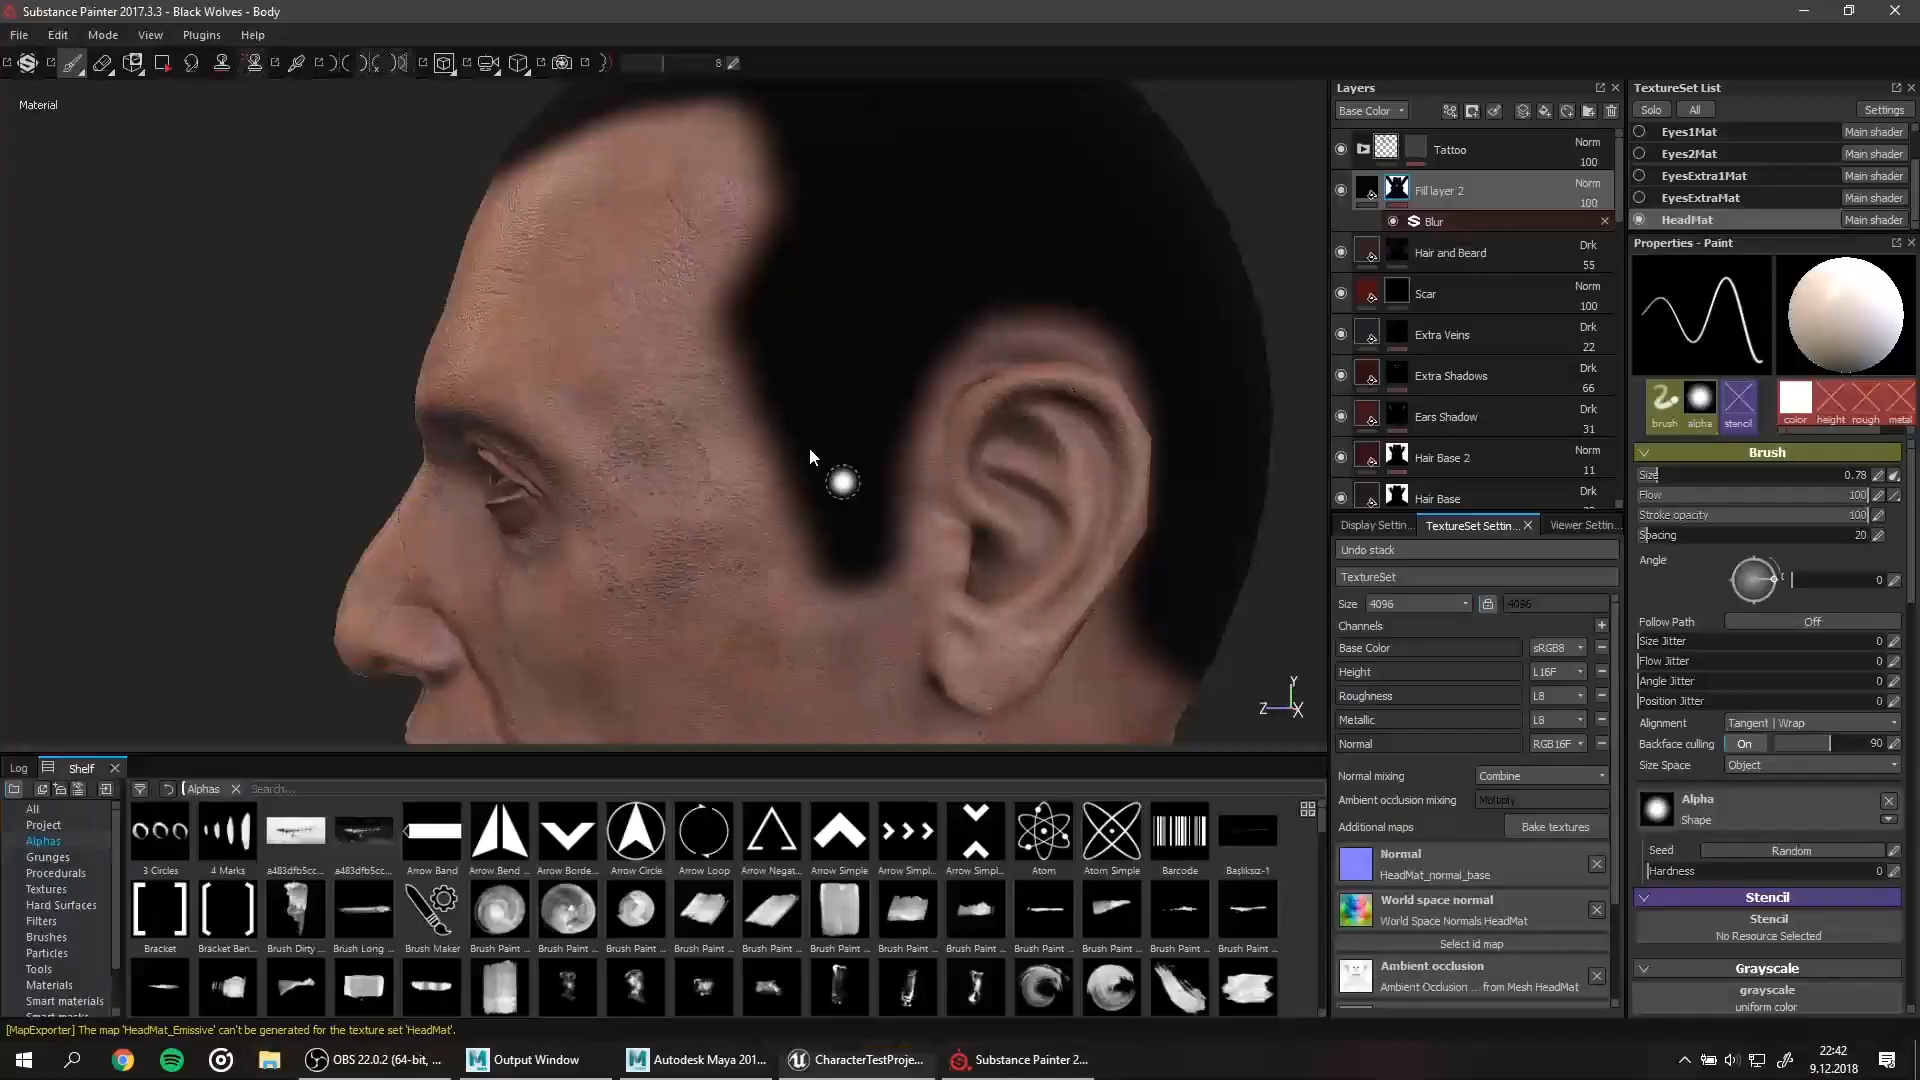 Substance Painter 2017.3.3 - Black Wolves - Body
File Edit Mode View Plugins Help
8
Material
Layers
Base Color
Tattoo Norm 100
Fill layer 2 Norm 100
Blur
Hair and Beard Drk 55
Scar Norm 100
Extra Veins Drk 22
Extra Shadows Drk 66
Ears Shadow Drk 31
Hair Base 2 Norm 11
Hair Base Drk
Display Settin... TextureSet Settin... Viewer Settin...
Undo stack
TextureSet
Size 4096 4096
Channels
Base Color sRGB8
Height L16F
Roughness L8
Metallic L8
Normal RGB16F
Normal mixing Combine
Ambient occlusion mixing Multiply
Additional maps Bake textures
Normal
HeadMat_normal_base
World space normal
World Space Normals HeadMat
Select id map
Ambient occlusion
Ambient Occlusion ... from Mesh HeadMat
TextureSet List
Solo All Settings
Eyes1Mat Main shader
Eyes2Mat Main shader
EyesExtra1Mat Main shader
EyesExtraMat Main shader
HeadMat Main shader
Properties - Paint
brush alpha stencil color height rough metal
Brush
Size 0.78
Flow 100
Stroke opacity 100
Spacing 20
Angle 0
Follow Path Off
Size Jitter 0
Flow Jitter 0
Angle Jitter 0
Position Jitter 0
Alignment Tangent | Wrap
Backface culling On 90
Size Space Object
Alpha
Shape
Seed Random
Hardness 0
Stencil
Stencil
No Resource Selected
Grayscale
grayscale
uniform color
Y
Z X
Log Shelf
Alphas Search...
All
Project
Alphas
Grunges
Procedurals
Textures
Hard Surfaces
Filters
Brushes
Particles
Tools
Materials
Smart materials
Smart masks
3 Circles 4 Marks a483dfb5cc... a483dfb5cc... Arrow Band Arrow Bend ... Arrow Borde... Arrow Circle Arrow Loop Arrow Negat... Arrow Simpl... Arrow Simpl... Arrow Simpl... Atom Atom Simple Barcode Başlıksız-1
Bracket Bracket Ben... Brush Dirty ... Brush Long ... Brush Maker Brush Paint ... Brush Paint ... Brush Paint ... Brush Paint ... Brush Paint ... Brush Paint ... Brush Paint ... Brush Paint ... Brush Paint ... Brush Paint ... Brush Paint ... Brush Paint ...
[MapExporter] The map 'HeadMat_Emissive' can't be generated for the texture set 'HeadMat'.
OBS 22.0.2 (64-bit, ... Output Window Autodesk Maya 201... CharacterTestProje... Substance Painter 2...
22:42
9.12.2018